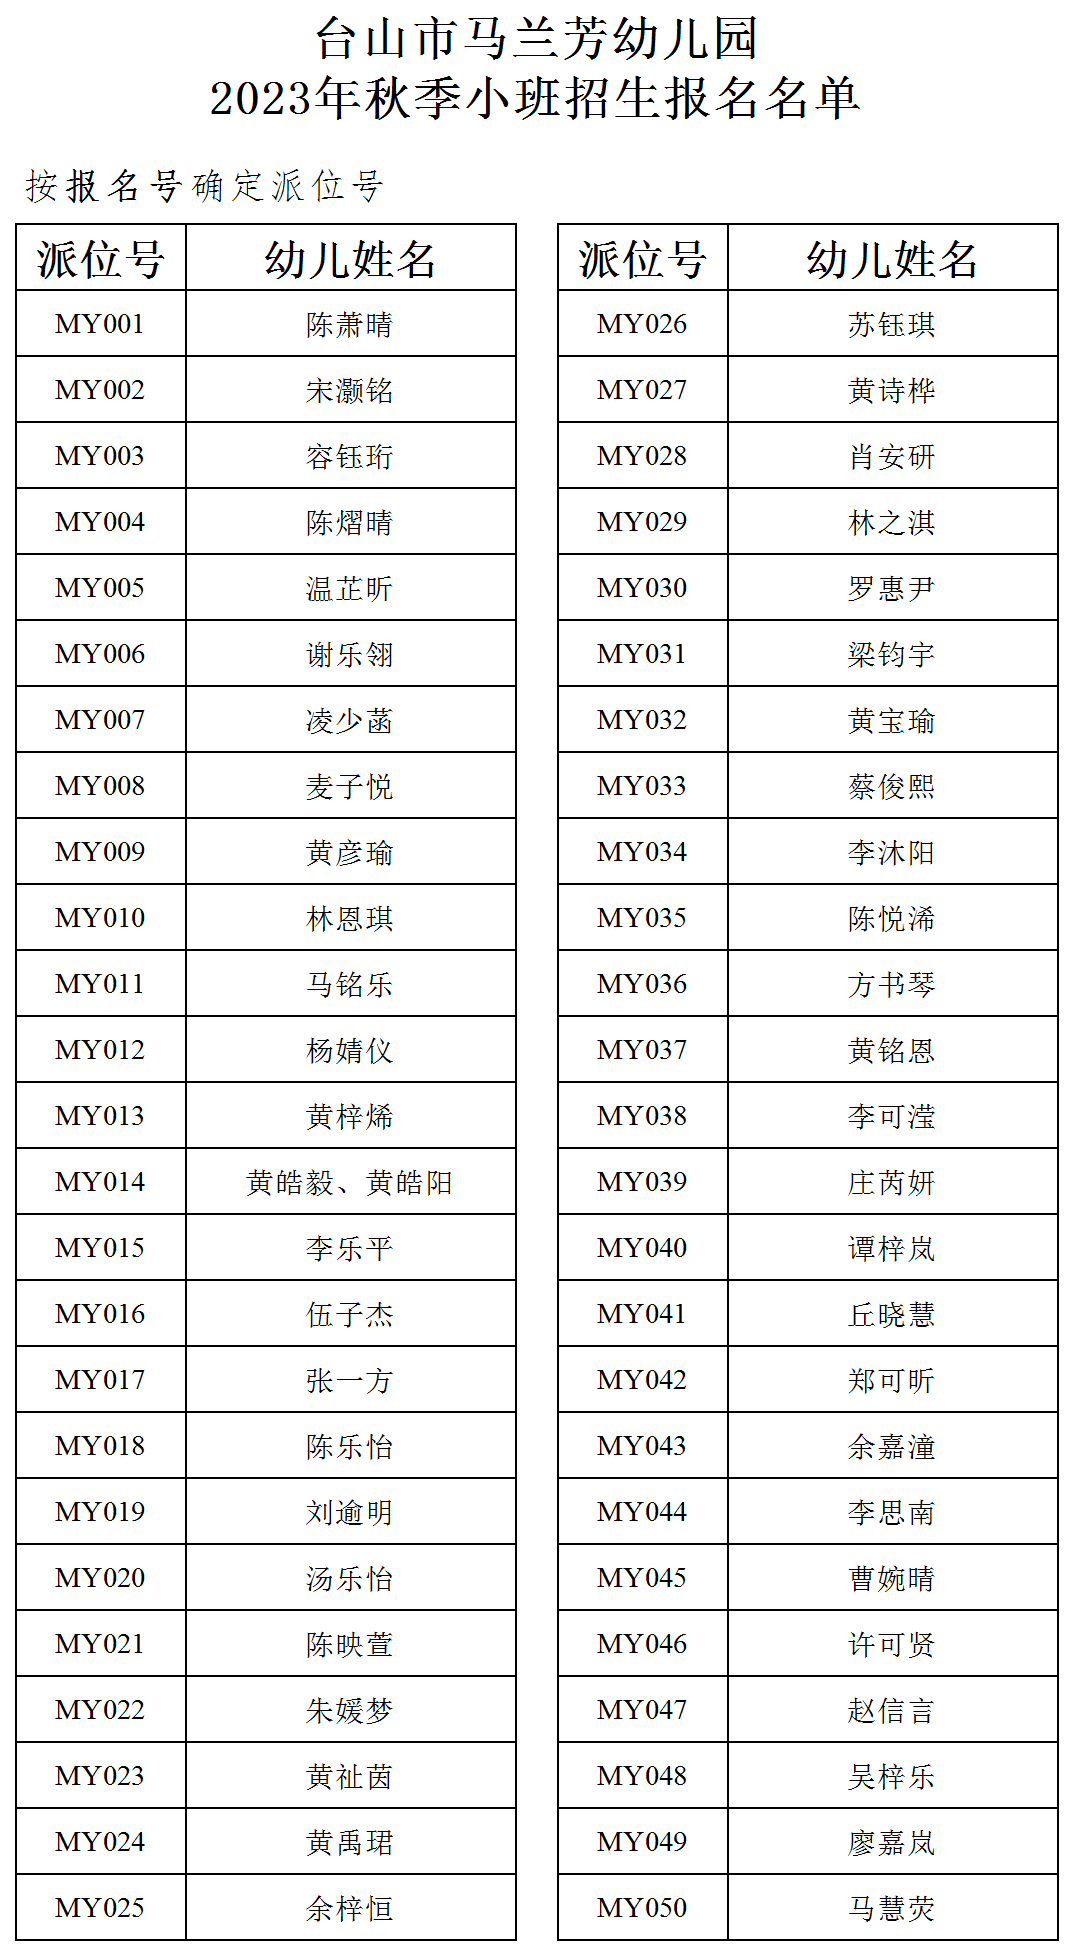 台山市马兰芳幼儿园
2023年秋季小班招生报名名单
按报名号确定派位号
派位号 幼儿姓名 派位号 幼儿姓名
MY001 陈萧晴 MY026 苏钰琪
MY002 宋灏铭 MY027 黄诗桦
MY003 容钰珩 MY028 肖安研
MY004 陈熠晴 MY029 林之淇
MY005 温芷昕 MY030 罗惠尹
MY006 谢乐翎 MY031 梁钧宇
MY007 凌少菡 MY032 黄宝瑜
MY008 麦子悦 MY033 蔡俊熙
MY009 黄彦瑜 MY034 李沐阳
MY010 林恩琪 MY035 陈悦浠
MY011 马铭乐 MY036 方书琴
MY012 杨婧仪 MY037 黄铭恩
MY013 黄梓烯 MY038 李可滢
MY014 黄皓毅、黄皓阳 MY039 庄芮妍
MY015 李乐平 MY040 谭梓岚
MY016 伍子杰 MY041 丘晓慧
MY017 张一方 MY042 郑可昕
MY018 陈乐怡 MY043 余嘉潼
MY019 刘逾明 MY044 李思南
MY020 汤乐怡 MY045 曹婉晴
MY021 陈映萱 MY046 许可贤
MY022 朱媛梦 MY047 赵信言
MY023 黄祉茵 MY048 吴梓乐
MY024 黄禹珺 MY049 廖嘉岚
MY025 余梓恒 MY050 马慧荧